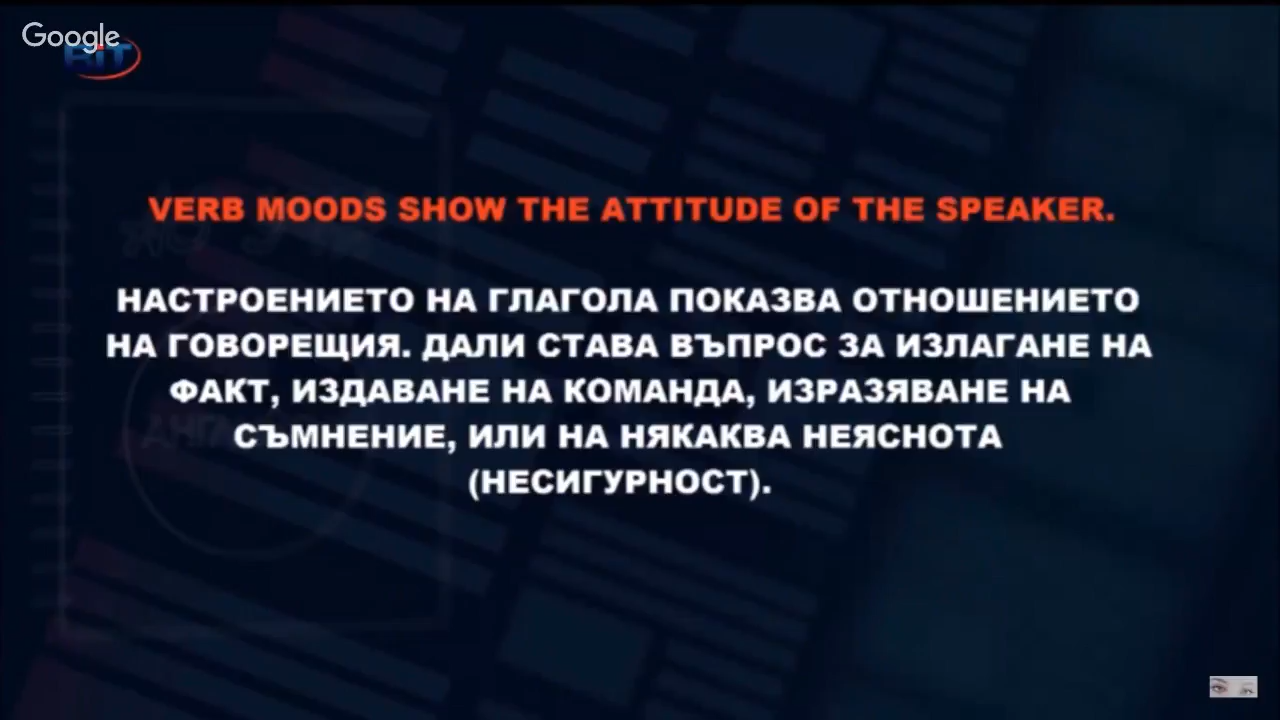 Google
BiT
VERB MOODS SHOW THE ATTITUDE OF THE SPEAKER.
НАСТРОЕНИЕТО НА ГЛАГОЛА ПОКАЗВА ОТНОШЕНИЕТО
НА ГОВОРЕЩИЯ. ДАЛИ СТАВА ВЪПРОС ЗА ИЗЛАГАНЕ НА
ФАКТ, ИЗДАВАНЕ НА КОМАНДА, ИЗРАЗЯВАНЕ НА
СЪМНЕНИЕ, ИЛИ НА НЯКАКВА НЕЯСНОТА
(НЕСИГУРНОСТ).